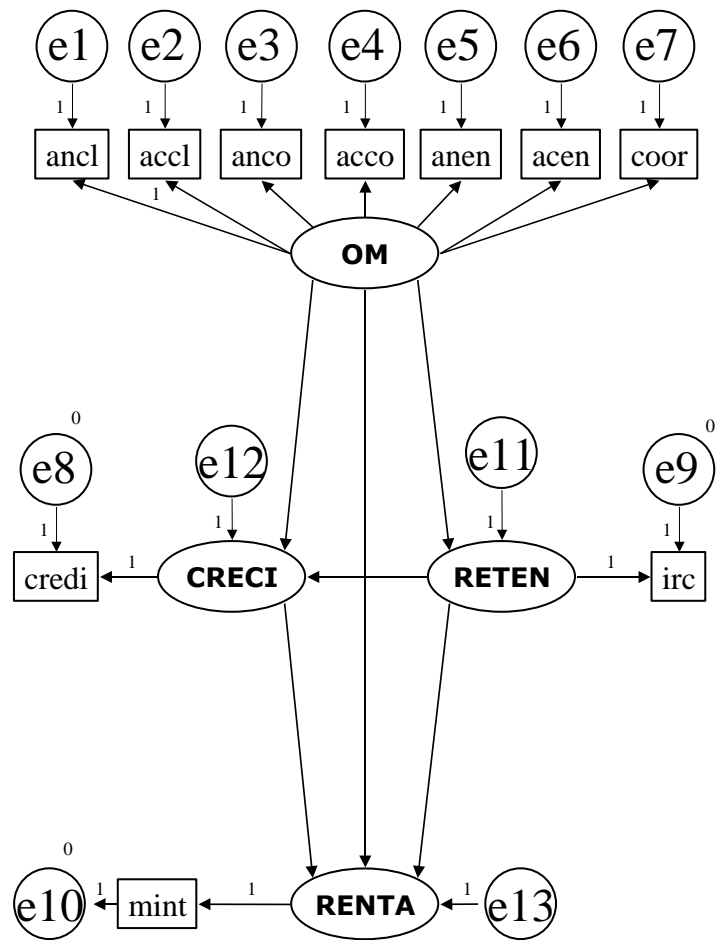 e1 e2 e3 e4 e5 e6 e7
1 1 1 1 1 1 1
ancl accl anco acco anen acen coor
1
OM
0 0
e8 e12 e11 e9
1 1 1 1
credi 1 CRECI RETEN 1 irc
0
e10 1 mint 1 RENTA 1 e13